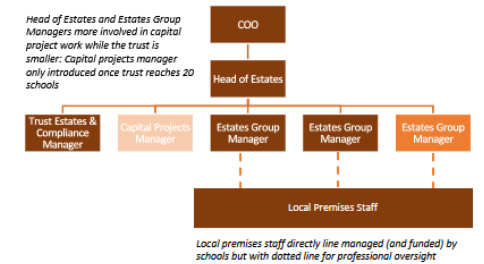 Head of Estates and Estates Group
Managers more involved in capital
project work while the trust is
smaller: Capital projects manager
only introduced once trust reaches 20
schools
COO
Head of Estates
Trust Estates &
Compliance
Manager
Capital Projects
Manager
Estates Group
Manager
Estates Group
Manager
Estates Group
Manager
Local Premises Staff
Local premises staff directly line managed (and funded) by
schools but with dotted line for professional oversight